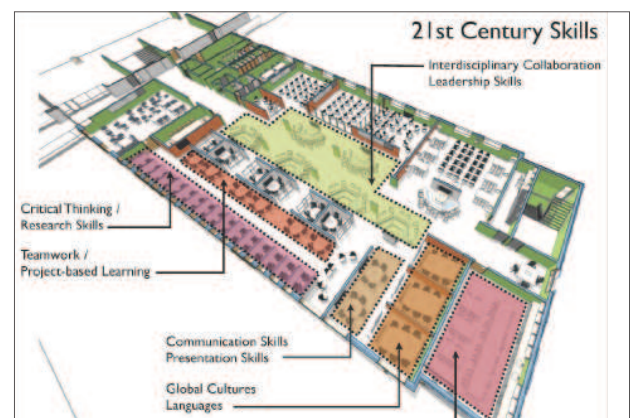 21st Century Skills
Interdisciplinary Collaboration
Leadership Skills
Critical Thinking /
Research Skills
Teamwork /
Project-based Learning
Communication Skills
Presentation Skills
Global Cultures
Languages